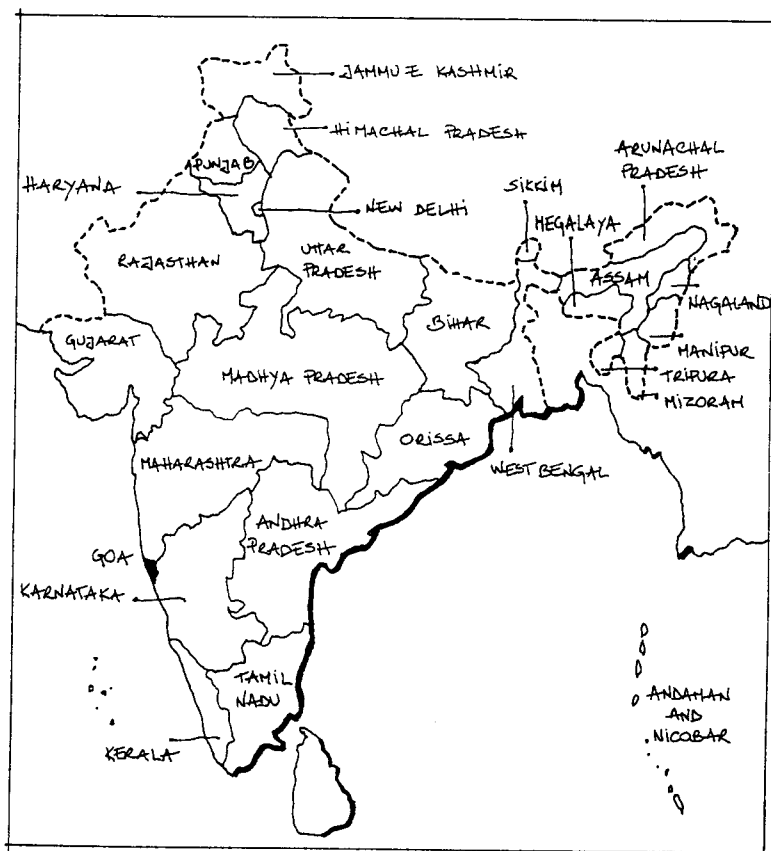 JAMMU E KASHMIR
HIMACHAL PRADESH
ARUNACHAL
PRADESH
PUNJAB
SIKKIM
HARYANA
NEW DELHI
MEGALAYA
RAJASTHAN
UTTAR
PRADESH
ASSAM
NAGALAND
BIHAR
GUJARAT
MANIPUR
MADHYA PRADESH
TRIPURA
MIZORAM
ORISSA
MAHARASHTRA
WEST BENGAL
ANDHRA
PRADESH
GOA
KARNATAKA
TAMIL
NADU
ANDAMAN
AND
NICOBAR
KERALA